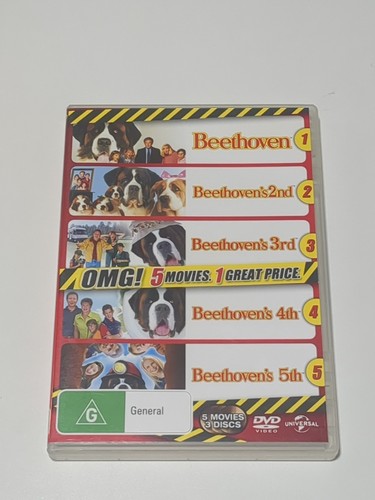 Beethoven 1
Beethoven's 2nd 2
Beethoven's 3rd 3
OMG! 5 MOVIES. 1 GREAT PRICE.
Beethoven's 4th 4
Beethoven's 5th 5
G General
5 MOVIES
3 DISCS
DVD
VIDEO
UNIVERSAL